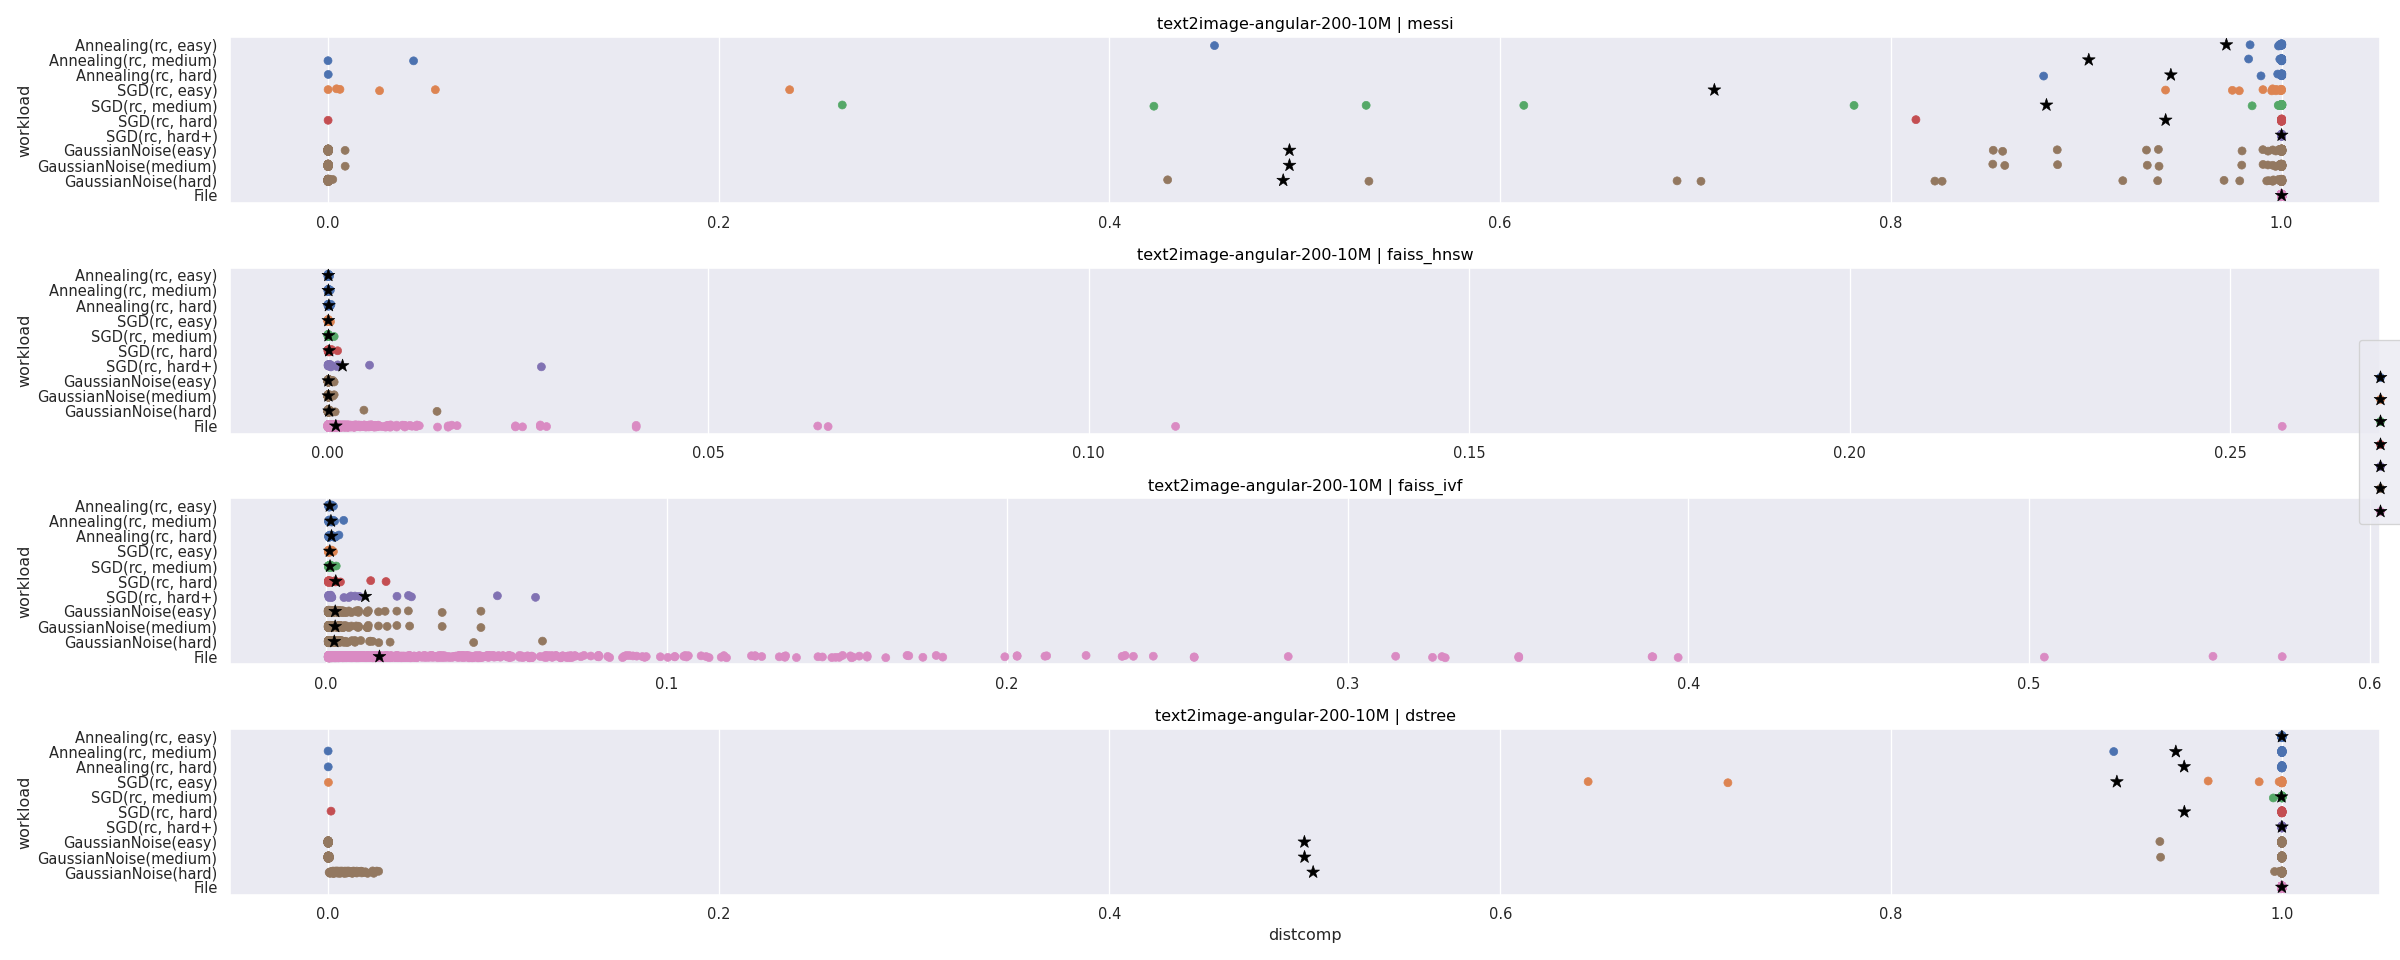 text2image-angular-200-10M | messi
workload
Annealing(rc, easy)
Annealing(rc, medium)
Annealing(rc, hard)
SGD(rc, easy)
SGD(rc, medium)
SGD(rc, hard)
SGD(rc, hard+)
GaussianNoise(easy)
GaussianNoise(medium)
GaussianNoise(hard)
File
0.0 0.2 0.4 0.6 0.8 1.0
text2image-angular-200-10M | faiss_hnsw
workload
Annealing(rc, easy)
Annealing(rc, medium)
Annealing(rc, hard)
SGD(rc, easy)
SGD(rc, medium)
SGD(rc, hard)
SGD(rc, hard+)
GaussianNoise(easy)
GaussianNoise(medium)
GaussianNoise(hard)
File
0.00 0.05 0.10 0.15 0.20 0.25
text2image-angular-200-10M | faiss_ivf
workload
Annealing(rc, easy)
Annealing(rc, medium)
Annealing(rc, hard)
SGD(rc, easy)
SGD(rc, medium)
SGD(rc, hard)
SGD(rc, hard+)
GaussianNoise(easy)
GaussianNoise(medium)
GaussianNoise(hard)
File
0.0 0.1 0.2 0.3 0.4 0.5 0.6
text2image-angular-200-10M | dstree
workload
Annealing(rc, easy)
Annealing(rc, medium)
Annealing(rc, hard)
SGD(rc, easy)
SGD(rc, medium)
SGD(rc, hard)
SGD(rc, hard+)
GaussianNoise(easy)
GaussianNoise(medium)
GaussianNoise(hard)
File
0.0 0.2 0.4 0.6 0.8 1.0
distcomp